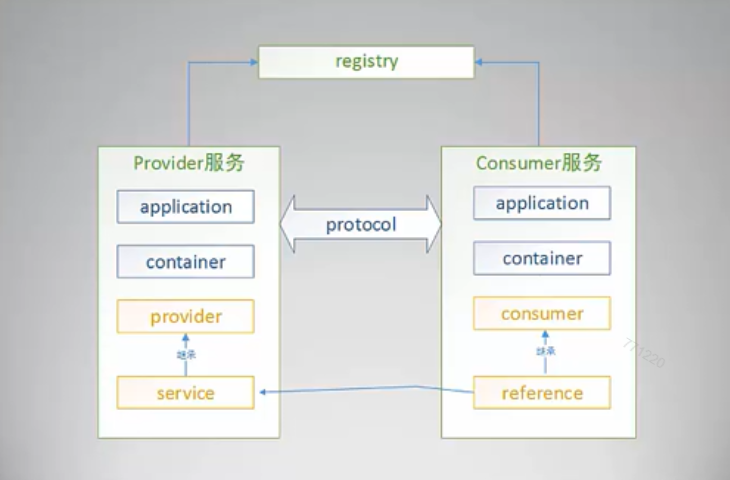 registry
Provider服务
application
container
provider
继承
service
protocol
Consumer服务
application
container
consumer
继承
reference
771220